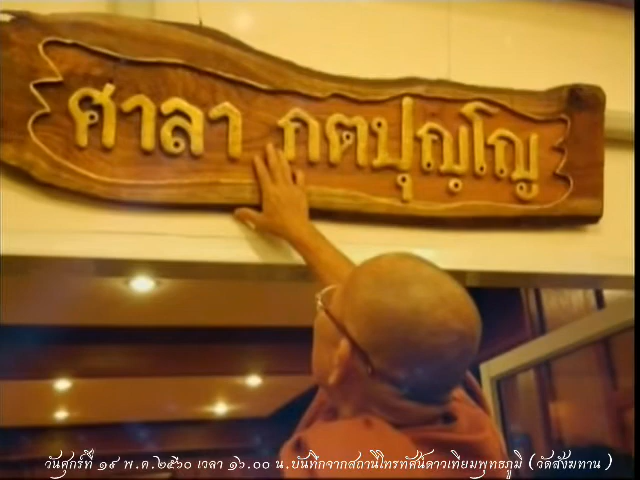 ศาลา กตปุญฺโญ
วันศุกร์ที่ ๑๙ พ.ค.๒๕๖๐ เวลา ๑๖.๐๐ น.บันทึกจากสถานีโทรทัศน์ดาวเทียมพุทธภูมิ (วัดสังฆทาน)